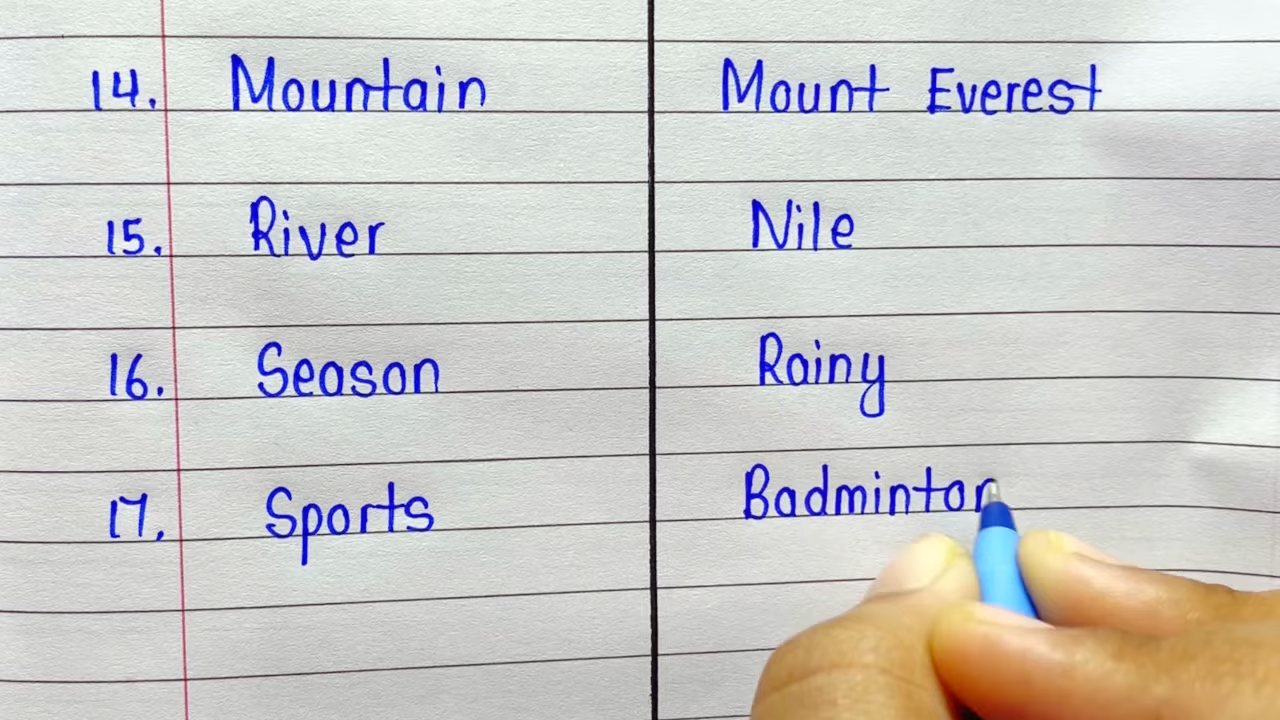 14. Mountain Mount Everest
15. River Nile
16. Season Rainy
17. Sports Badminton